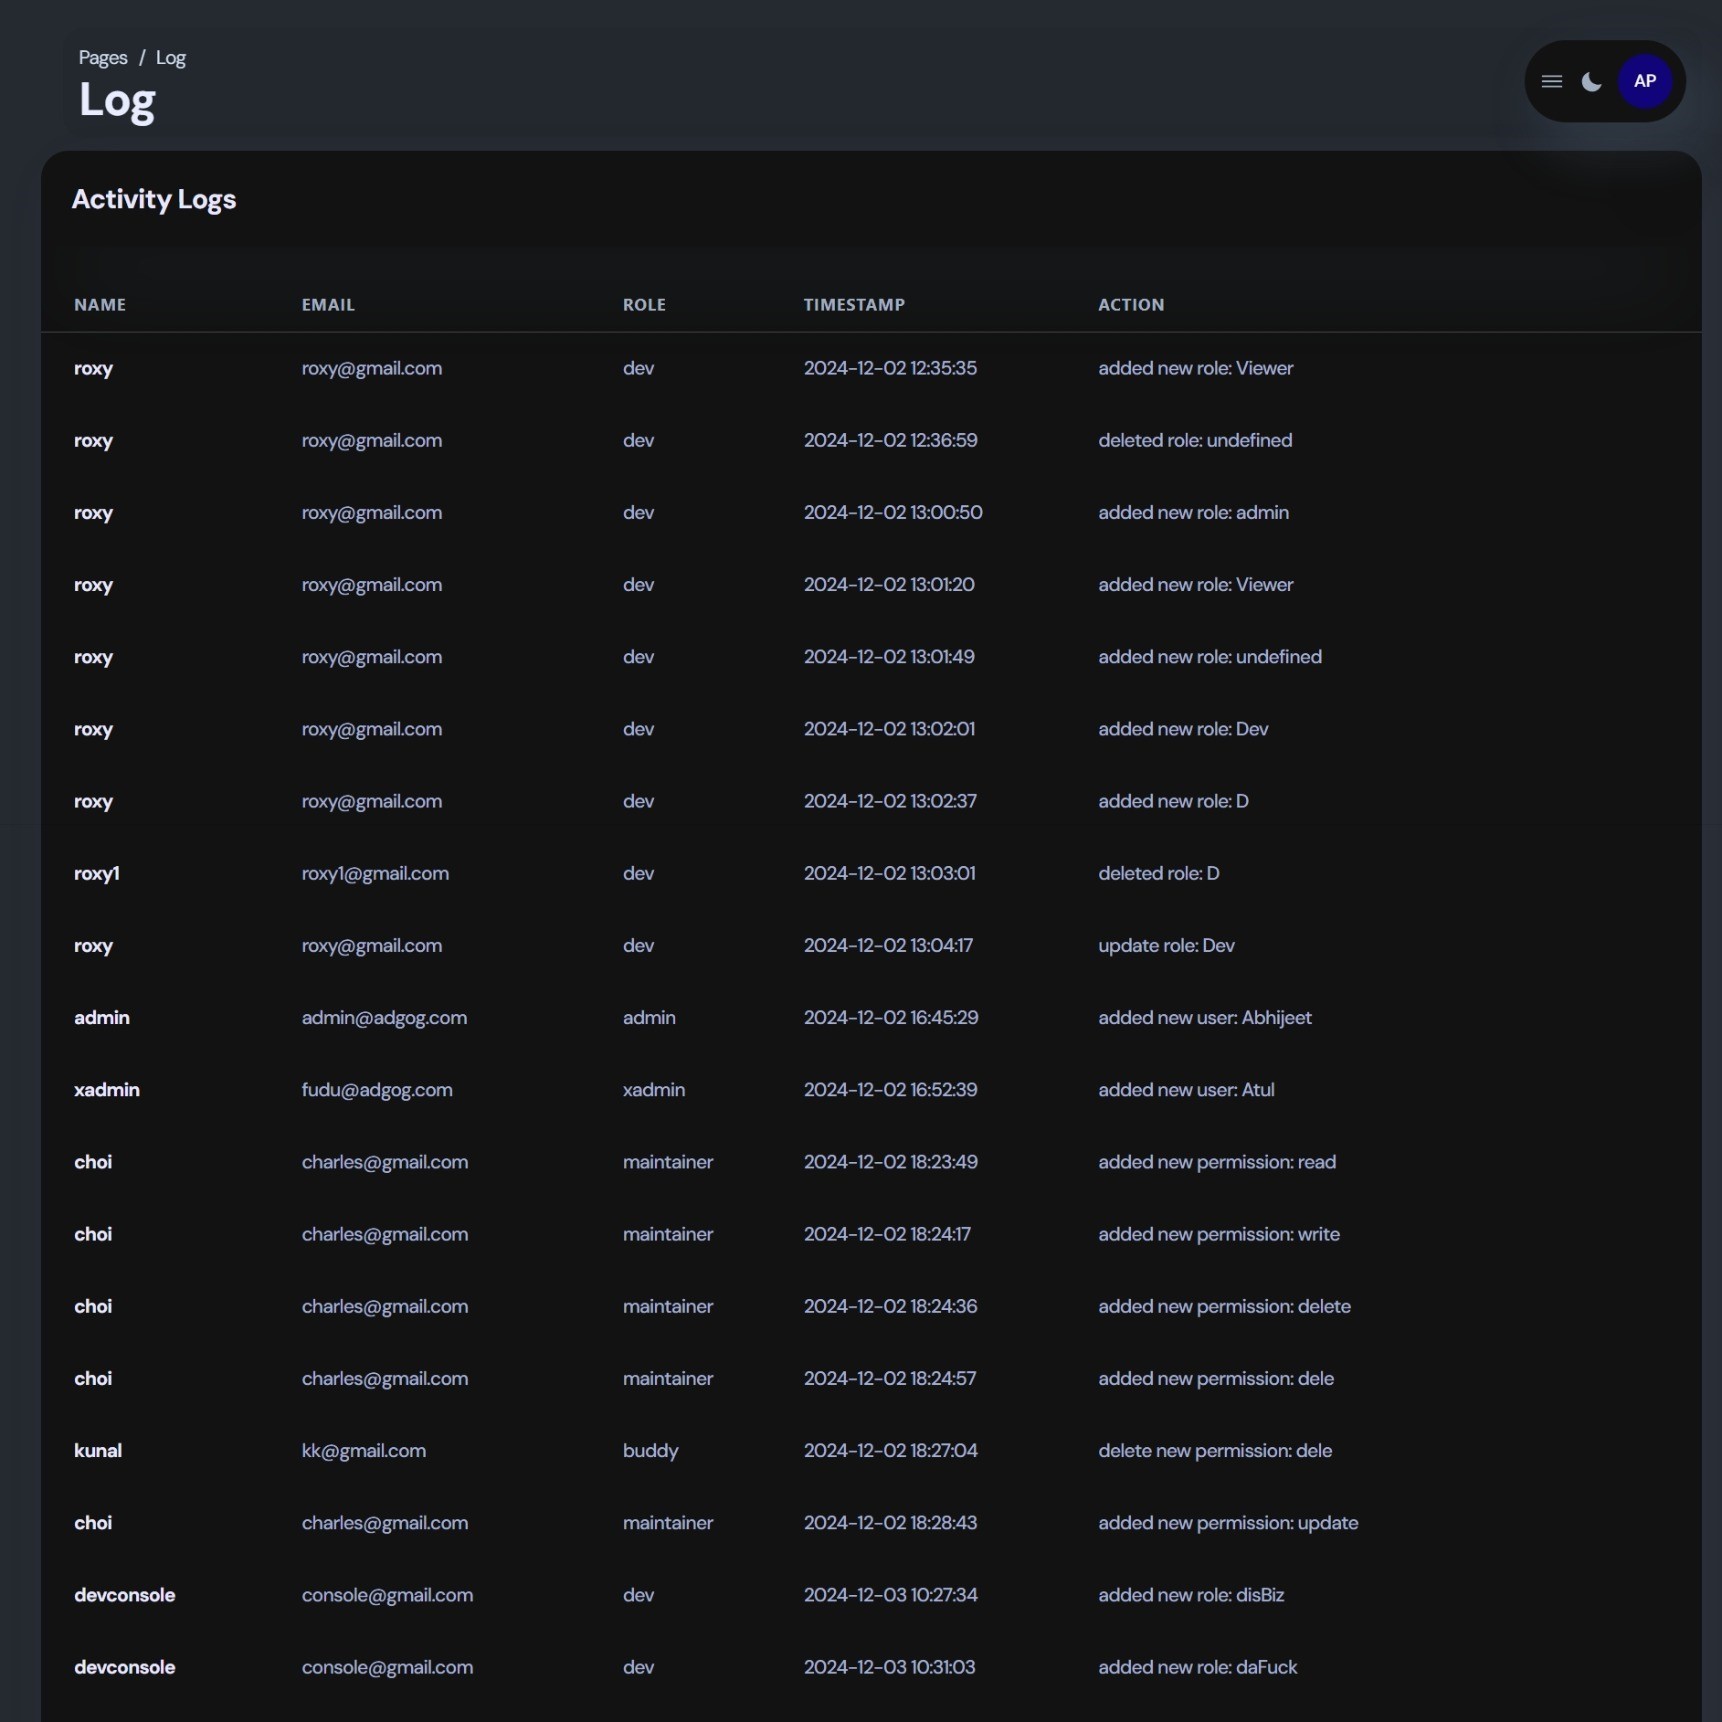 Pages / Log
Log
AP
Activity Logs
NAME EMAIL ROLE TIMESTAMP ACTION
roxy roxy@gmail.com dev 2024-12-02 12:35:35 added new role: Viewer
roxy roxy@gmail.com dev 2024-12-02 12:36:59 deleted role: undefined
roxy roxy@gmail.com dev 2024-12-02 13:00:50 added new role: admin
roxy roxy@gmail.com dev 2024-12-02 13:01:20 added new role: Viewer
roxy roxy@gmail.com dev 2024-12-02 13:01:49 added new role: undefined
roxy roxy@gmail.com dev 2024-12-02 13:02:01 added new role: Dev
roxy roxy@gmail.com dev 2024-12-02 13:02:37 added new role: D
roxy1 roxy1@gmail.com dev 2024-12-02 13:03:01 deleted role: D
roxy roxy@gmail.com dev 2024-12-02 13:04:17 update role: Dev
admin admin@adgog.com admin 2024-12-02 16:45:29 added new user: Abhijeet
xadmin fudu@adgog.com xadmin 2024-12-02 16:52:39 added new user: Atul
choi charles@gmail.com maintainer 2024-12-02 18:23:49 added new permission: read
choi charles@gmail.com maintainer 2024-12-02 18:24:17 added new permission: write
choi charles@gmail.com maintainer 2024-12-02 18:24:36 added new permission: delete
choi charles@gmail.com maintainer 2024-12-02 18:24:57 added new permission: dele
kunal kk@gmail.com buddy 2024-12-02 18:27:04 delete new permission: dele
choi charles@gmail.com maintainer 2024-12-02 18:28:43 added new permission: update
devconsole console@gmail.com dev 2024-12-03 10:27:34 added new role: disBiz
devconsole console@gmail.com dev 2024-12-03 10:31:03 added new role: daFuck